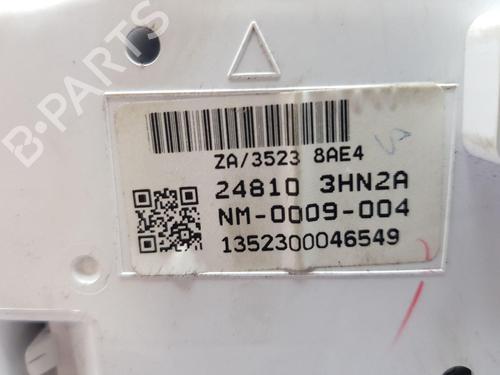 B-PARTS
ZA/3523 8AE4
24810 3HN2A
NM-0009-004
1352300046549